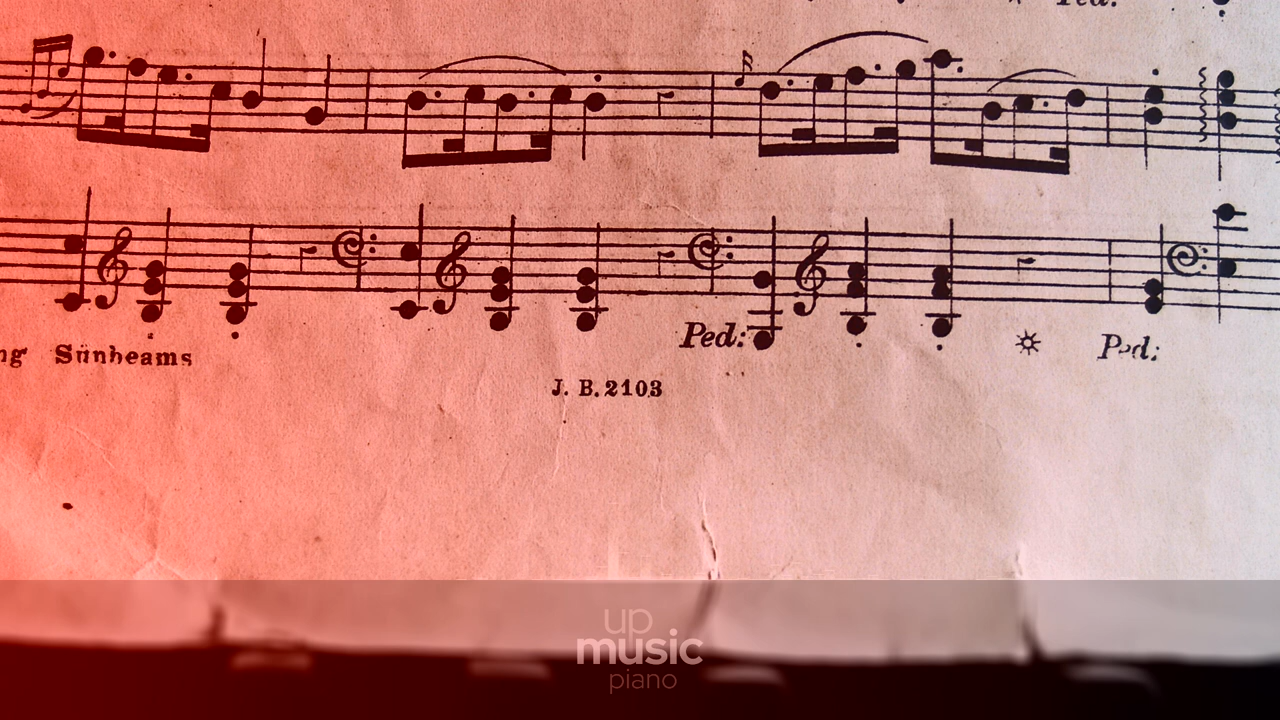 Ped.
ng Sünbeams
Ped:
Ped:
J. B. 2103
up
music
piano